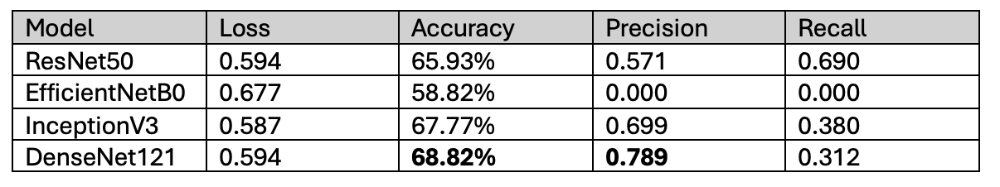 Model Loss Accuracy Precision Recall
ResNet50 0.594 65.93% 0.571 0.690
EfficientNetB0 0.677 58.82% 0.000 0.000
InceptionV3 0.587 67.77% 0.699 0.380
DenseNet121 0.594 68.82% 0.789 0.312